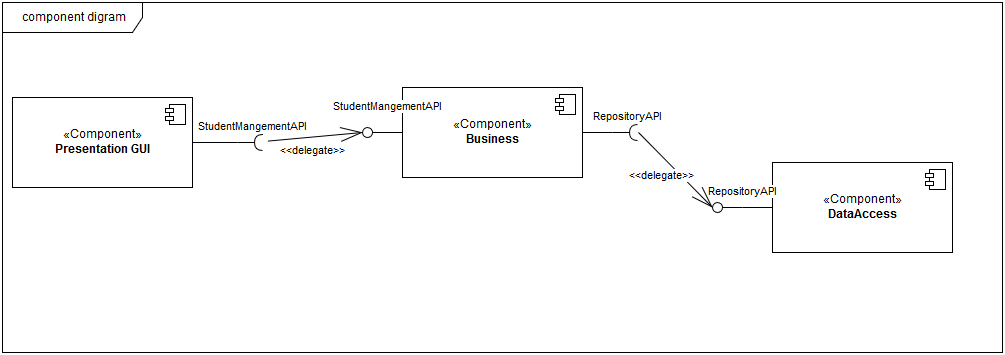 component digram
«Component»
Presentation GUI
StudentMangementAPI
<<delegate>>
StudentMangementAPI
«Component»
Business
RepositoryAPI
<<delegate>>
RepositoryAPI
«Component»
DataAccess